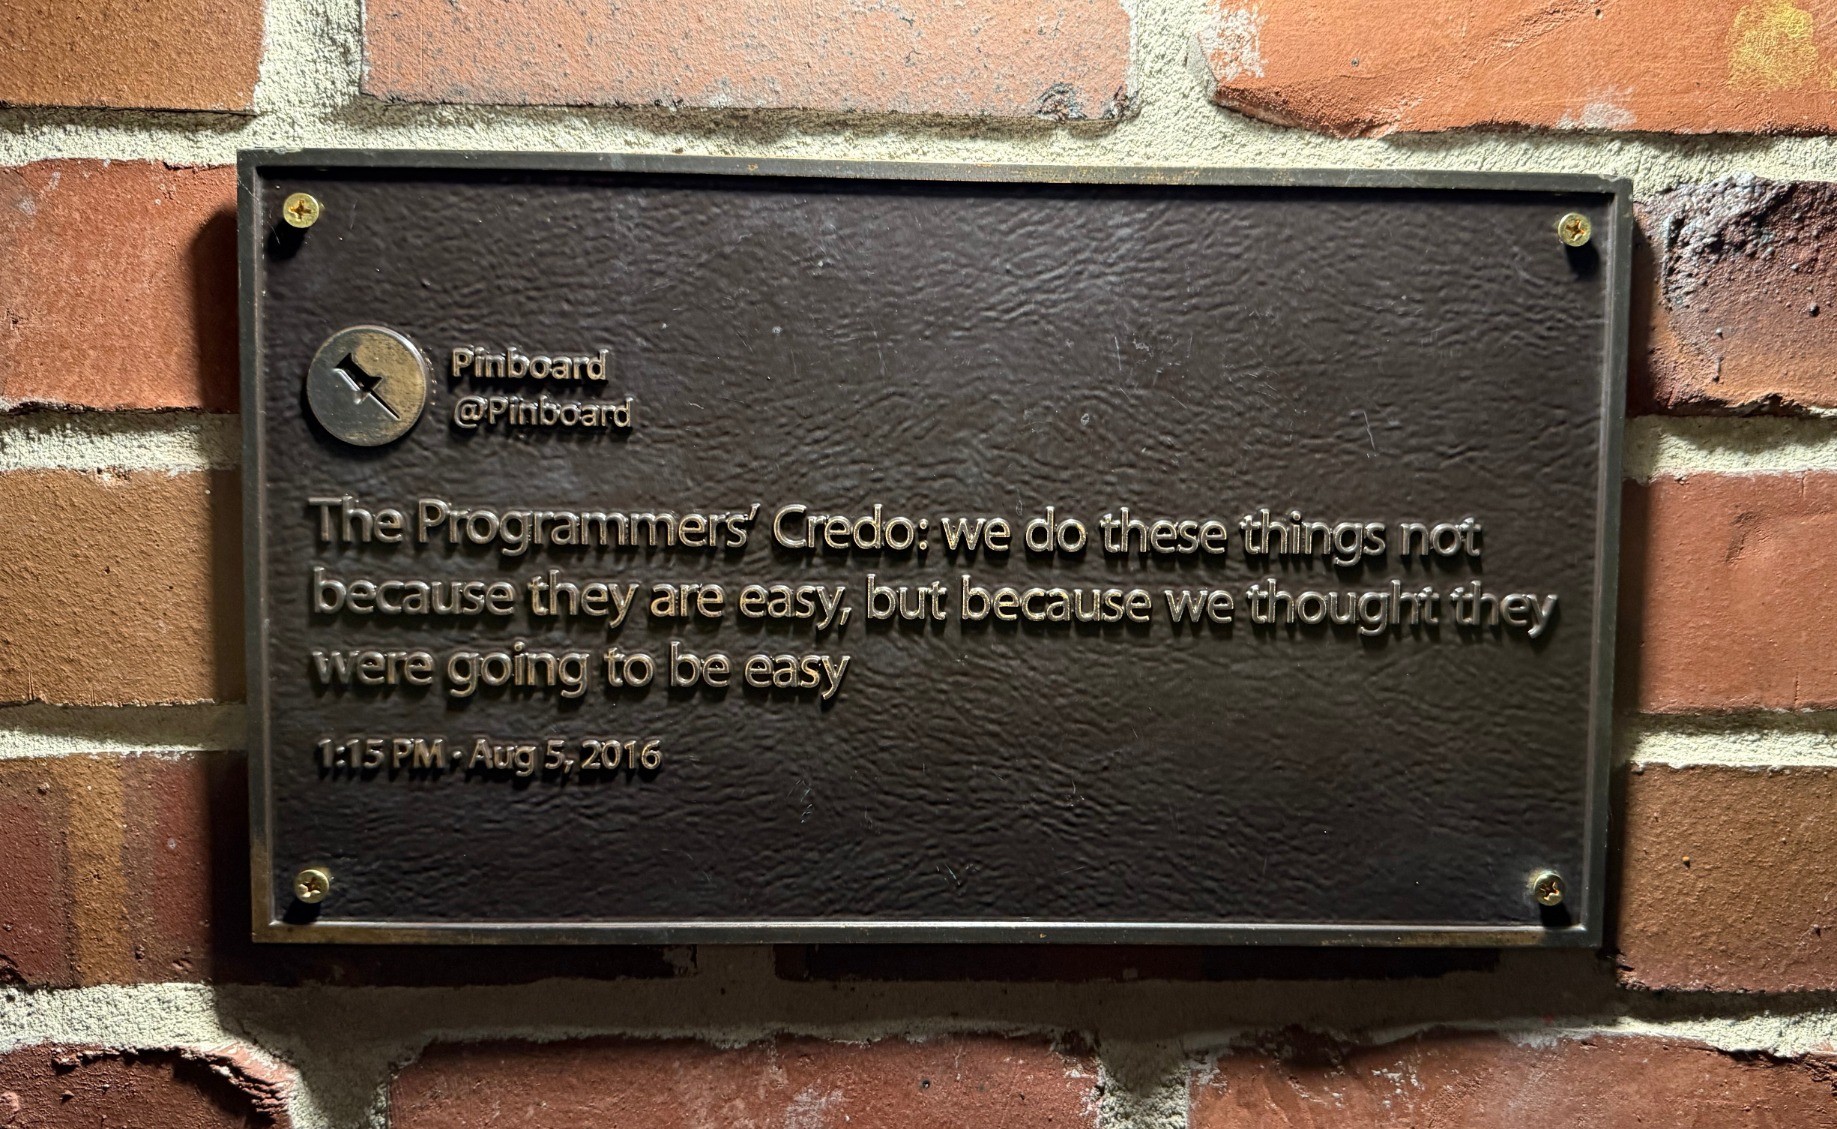 Pinboard
@Pinboard
The Programmers' Credo: we do these things not
because they are easy, but because we thought they
were going to be easy
1:15 PM · Aug 5, 2016